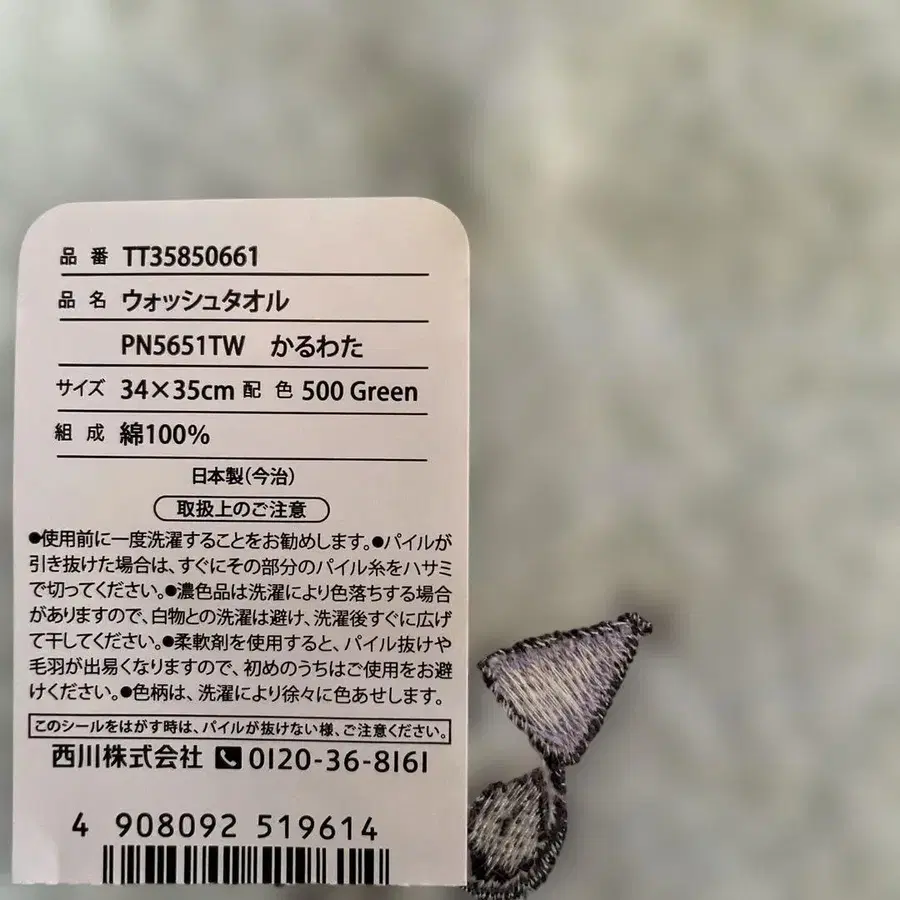 品番 TT35850661
品名 ウォッシュタオル
PN5651TW かるわた
サイズ 34×35cm 配色 500 Green
組成 綿100%
日本製(今治)
取扱上のご注意
●使用前に一度洗濯することをお勧めします。●パイルが
引き抜けた場合は、すぐにその部分のパイル糸をハサミ
で切ってください。●濃色品は洗濯により色落ちする場合
がありますので、白物との洗濯は避け、洗濯後すぐに広げ
て干してください。●柔軟剤を使用すると、パイル抜けや
毛羽が出易くなりますので、初めのうちはご使用をお避
けください。●色柄は、洗濯により徐々に色あせします。
このシールをはがす時は、パイルが抜けない様、ご注意ください。
西川株式会社 0120-36-8161
4 908092 519614